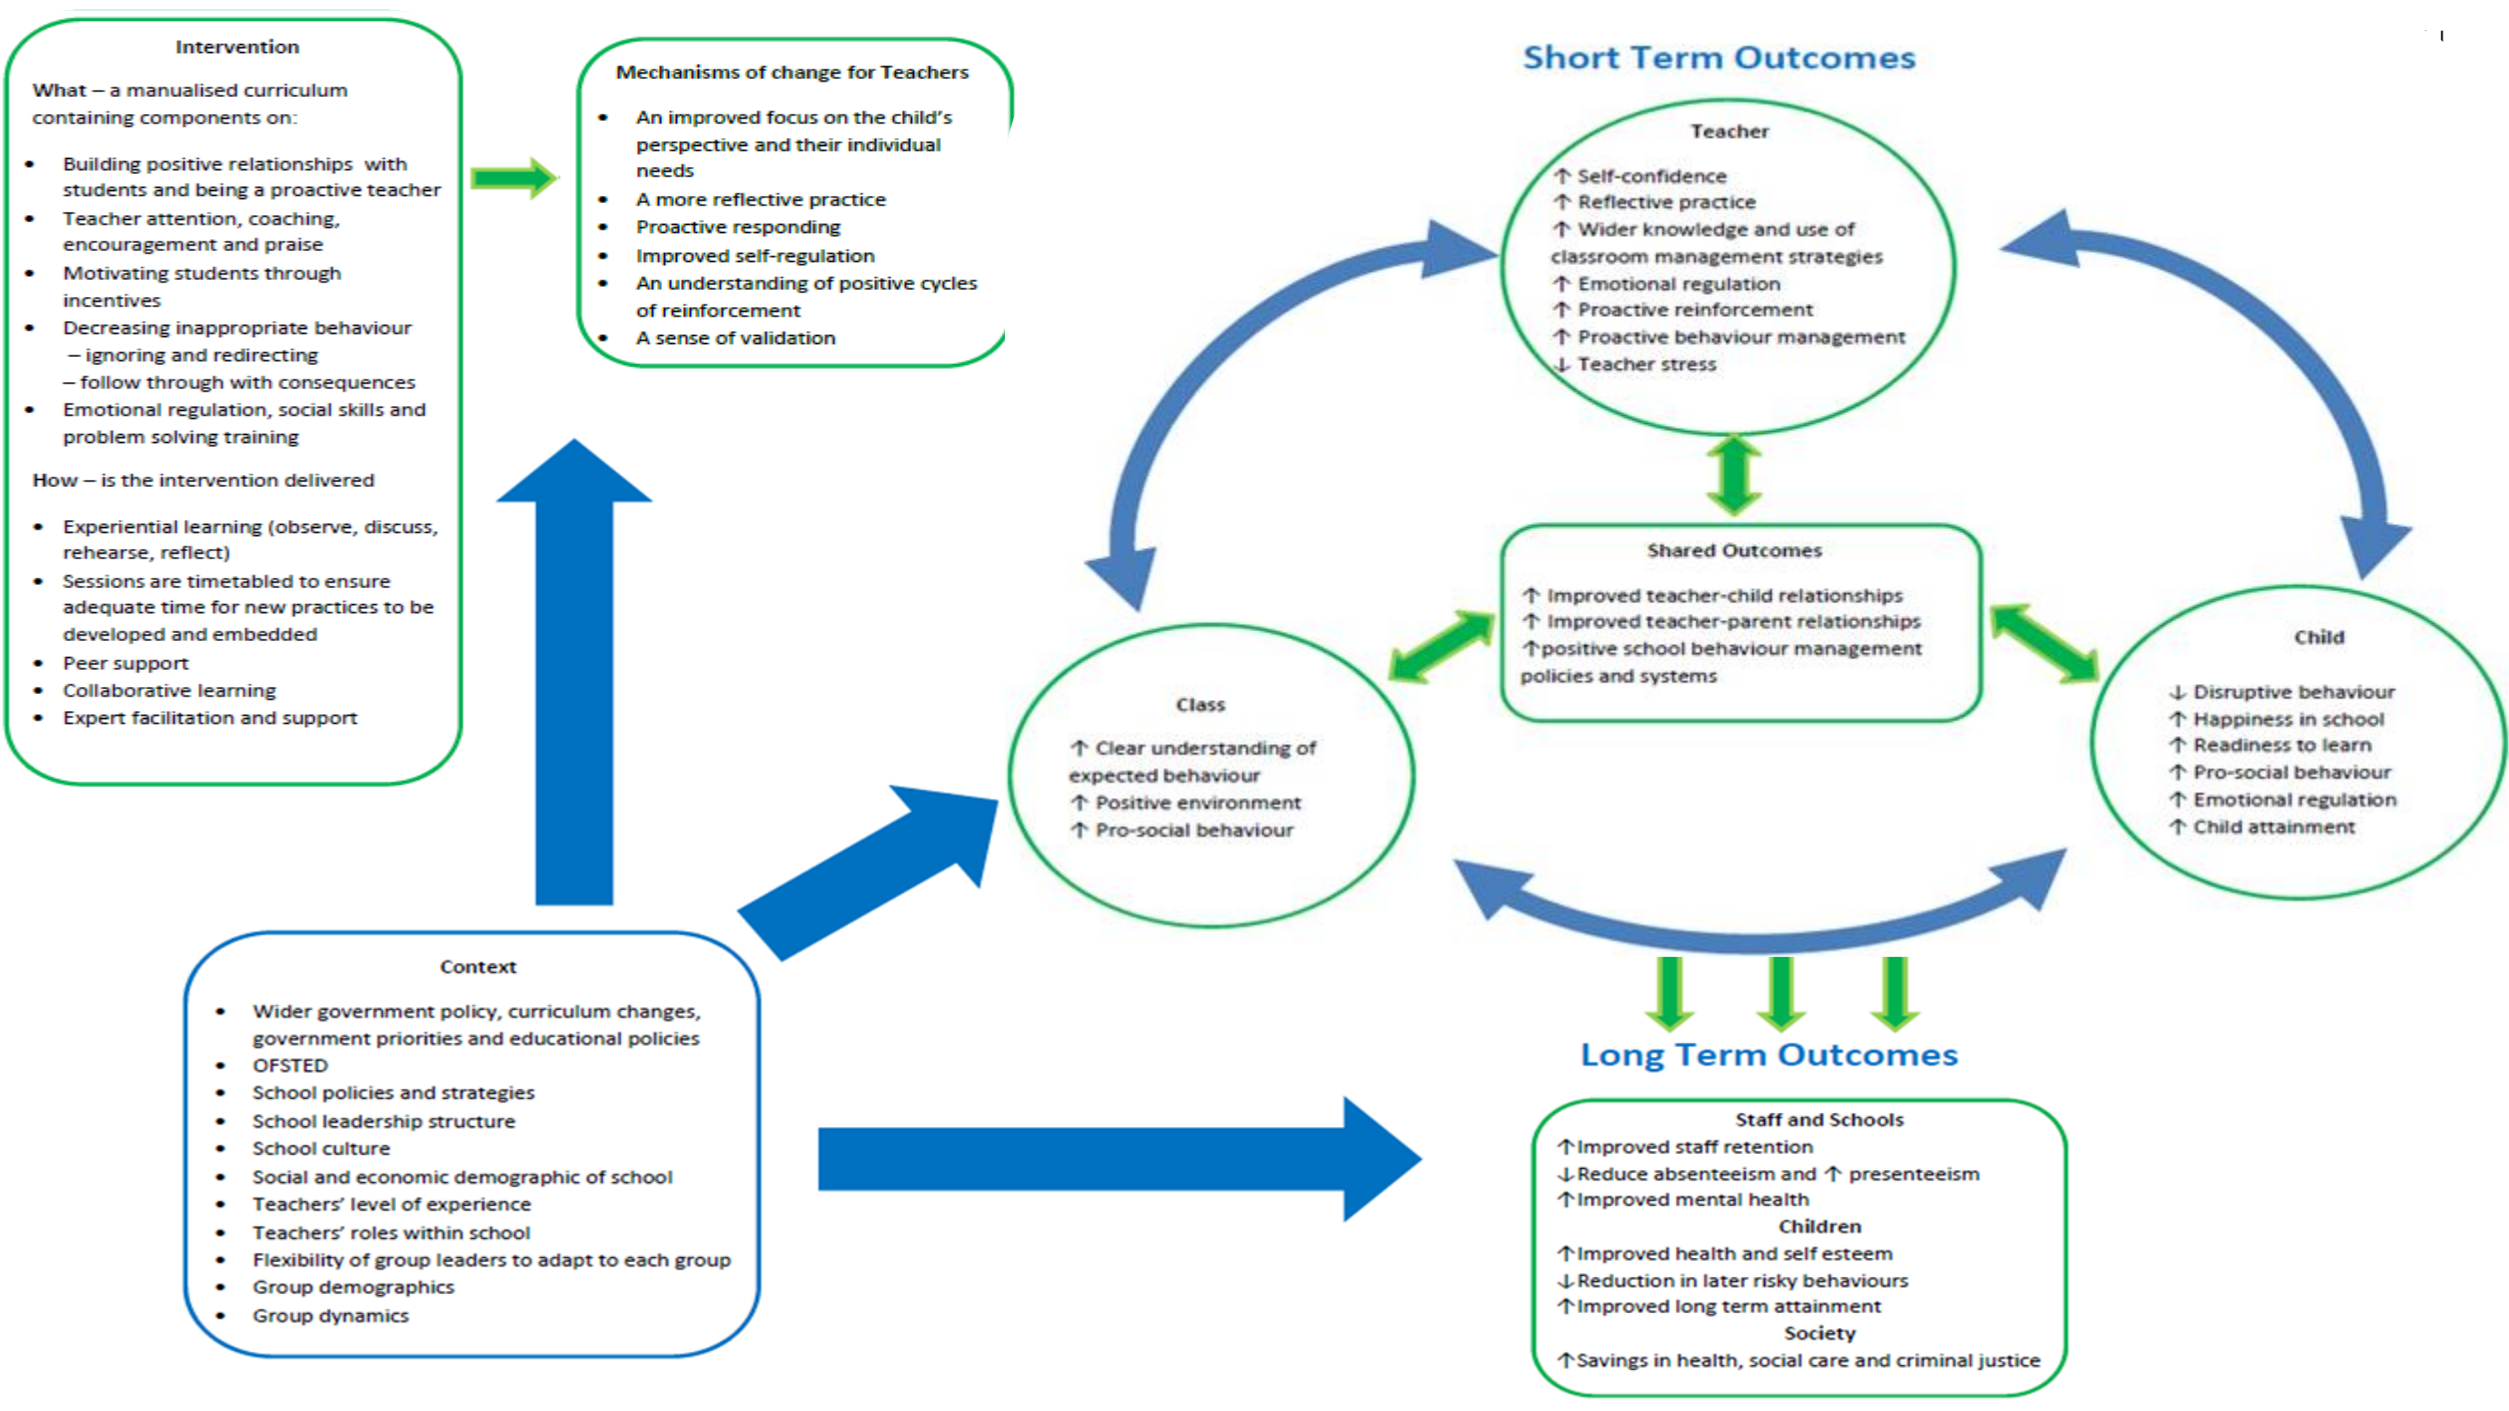 Intervention
What – a manualised curriculum
containing components on:
• Building positive relationships with
students and being a proactive teacher
• Teacher attention, coaching,
encouragement and praise
• Motivating students through
incentives
• Decreasing inappropriate behaviour
– ignoring and redirecting
– follow through with consequences
• Emotional regulation, social skills and
problem solving training
How – is the intervention delivered
• Experiential learning (observe, discuss,
rehearse, reflect)
• Sessions are timetabled to ensure
adequate time for new practices to be
developed and embedded
• Peer support
• Collaborative learning
• Expert facilitation and support
Mechanisms of change for Teachers
• An improved focus on the child's
perspective and their individual
needs
• A more reflective practice
• Proactive responding
• Improved self-regulation
• An understanding of positive cycles
of reinforcement
• A sense of validation
Short Term Outcomes
Teacher
↑ Self-confidence
↑ Reflective practice
↑ Wider knowledge and use of
classroom management strategies
↑ Emotional regulation
↑ Proactive reinforcement
↑ Proactive behaviour management
↓ Teacher stress
Shared Outcomes
↑ Improved teacher-child relationships
↑ Improved teacher-parent relationships
↑positive school behaviour management
policies and systems
Class
↑ Clear understanding of
expected behaviour
↑ Positive environment
↑ Pro-social behaviour
Child
↓ Disruptive behaviour
↑ Happiness in school
↑ Readiness to learn
↑ Pro-social behaviour
↑ Emotional regulation
↑ Child attainment
Context
• Wider government policy, curriculum changes,
government priorities and educational policies
• OFSTED
• School policies and strategies
• School leadership structure
• School culture
• Social and economic demographic of school
• Teachers' level of experience
• Teachers' roles within school
• Flexibility of group leaders to adapt to each group
• Group demographics
• Group dynamics
Long Term Outcomes
Staff and Schools
↑Improved staff retention
↓Reduce absenteeism and ↑ presenteeism
↑Improved mental health
Children
↑Improved health and self esteem
↓Reduction in later risky behaviours
↑Improved long term attainment
Society
↑Savings in health, social care and criminal justice